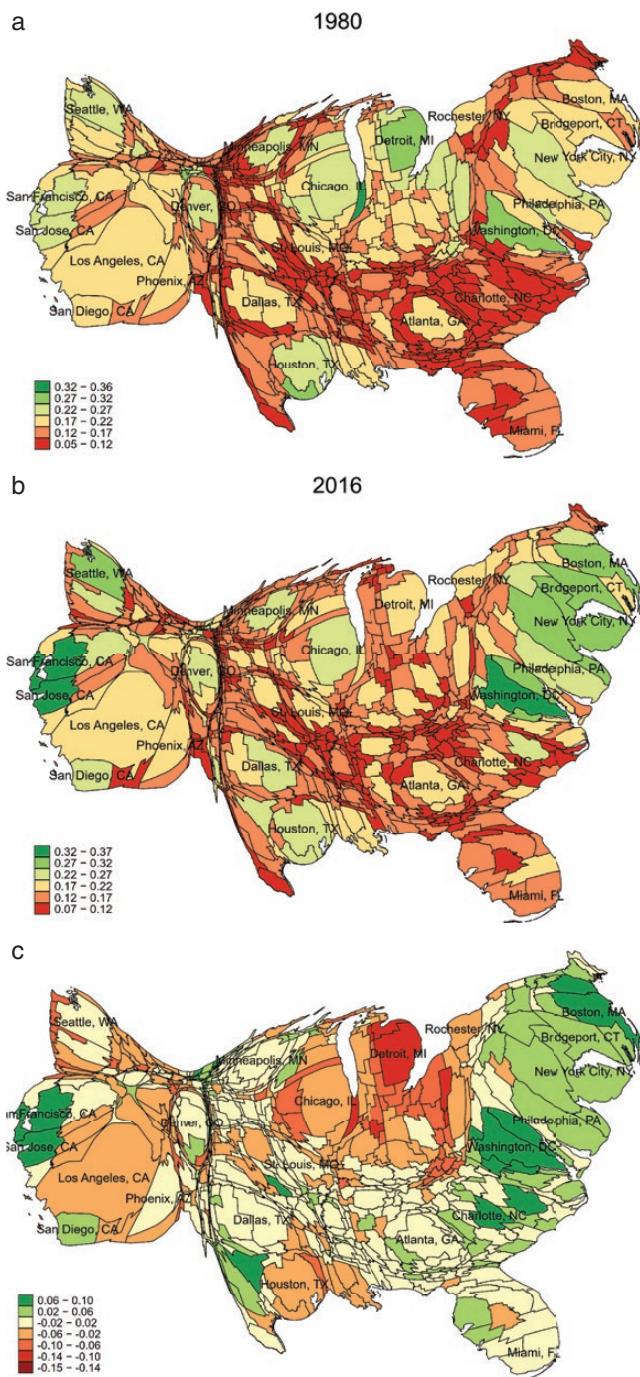 a
1980
Seattle, WA
Minneapolis, MN
Detroit, MI
Rochester, NY
Boston, MA
Bridgeport, CT
New York City, NY
San Francisco, CA
Denver, CO
Chicago, IL
Philadephia, PA
San Jose, CA
Washington, DC
Los Angeles, CA
St. Louis, MO
Phoenix, AZ
Dallas, TX
Charlotte, NC
San Diego, CA
Atlanta, GA
Houston, TX
Miami, FL
0.32 – 0.36
0.27 – 0.32
0.22 – 0.27
0.17 – 0.22
0.12 – 0.17
0.05 – 0.12
b
2016
Seattle, WA
Minneapolis, MN
Detroit, MI
Rochester, NY
Boston, MA
Bridgeport, CT
New York City, NY
San Francisco, CA
Denver, CO
Chicago, IL
Philadephia, PA
San Jose, CA
Washington, DC
Los Angeles, CA
St. Louis, MO
Phoenix, AZ
Dallas, TX
Charlotte, NC
San Diego, CA
Atlanta, GA
Houston, TX
Miami, FL
0.32 – 0.37
0.27 – 0.32
0.22 – 0.27
0.17 – 0.22
0.12 – 0.17
0.07 – 0.12
c
Seattle, WA
Minneapolis, MN
Detroit, MI
Rochester, NY
Boston, MA
Bridgeport, CT
New York City, NY
an Francisco, CA
Denver, CO
Chicago, IL
Philadephia, PA
San Jose, CA
Washington, DC
Los Angeles, CA
St. Louis, MO
Phoenix, AZ
Dallas, TX
Charlotte, NC
San Diego, CA
Atlanta, GA
Houston, TX
Miami, FL
0.06 – 0.10
0.02 – 0.06
-0.02 – 0.02
-0.06 – -0.02
-0.10 – -0.06
-0.14 – -0.10
-0.15 – -0.14